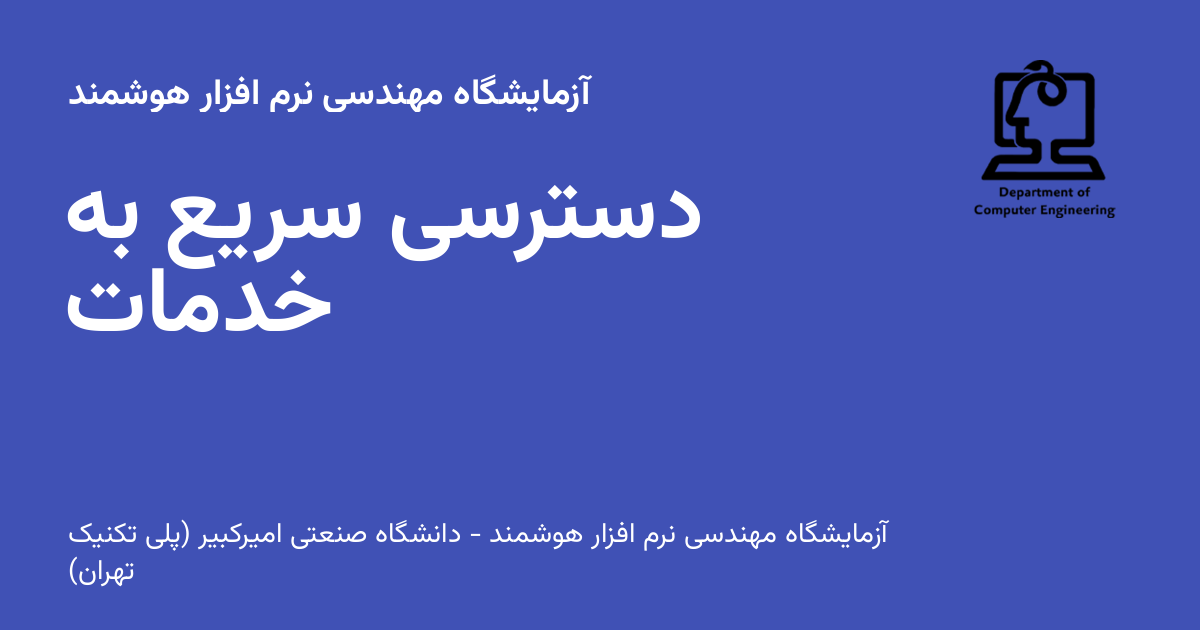 آزمایشگاه مهندسی نرم افزار هوشمند
Department of
Computer Engineering
دسترسی سریع به
خدمات
آزمایشگاه مهندسی نرم افزار هوشمند - دانشگاه صنعتی امیرکبیر (پلی تکنیک
تهران)